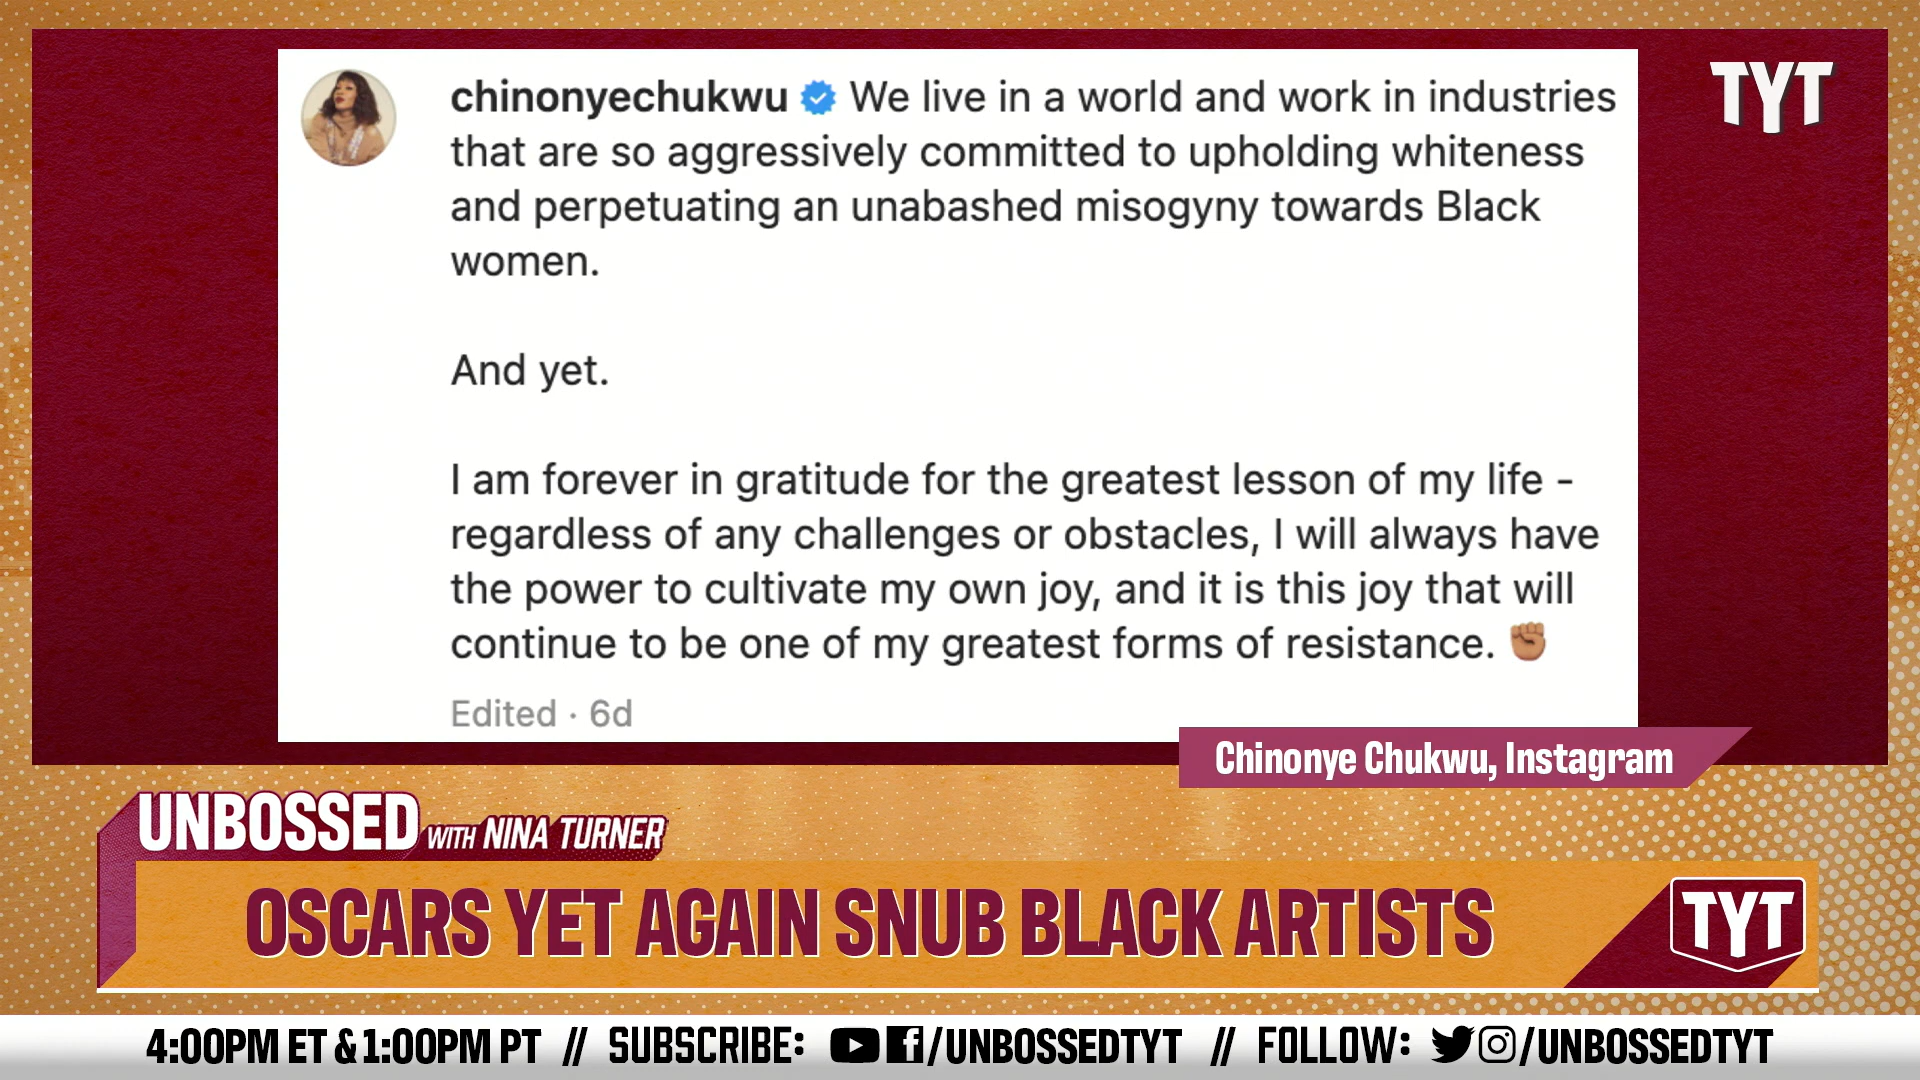 TYT
chinonyechukwu We live in a world and work in industries
that are so aggressively committed to upholding whiteness
and perpetuating an unabashed misogyny towards Black
women.
And yet.
I am forever in gratitude for the greatest lesson of my life -
regardless of any challenges or obstacles, I will always have
the power to cultivate my own joy, and it is this joy that will
continue to be one of my greatest forms of resistance. ✊🏽
Edited · 6d
Chinonye Chukwu, Instagram
UNBOSSED WITH NINA TURNER
OSCARS YET AGAIN SNUB BLACK ARTISTS
TYT
4:00PM ET & 1:00PM PT // SUBSCRIBE: /UNBOSSEDTYT // FOLLOW: /UNBOSSEDTYT